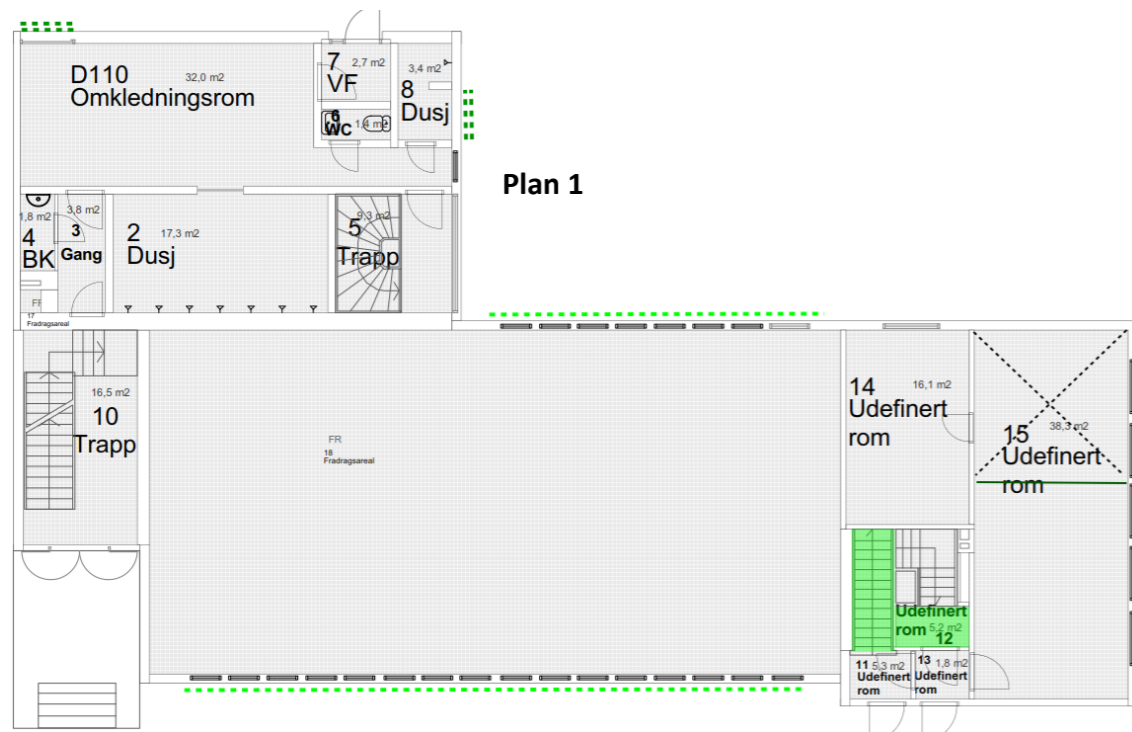 D110
32,0 m2
Omkledningsrom
7
2,7 m2
VF
3,4 m2
8
Dusj
6
1,4 m2
WC
Plan 1
1,8 m2
4
BK
3,8 m2
3
Gang
2
17,3 m2
Dusj
9,3 m2
5
Trapp
FR
17
Fradragsareal
16,5 m2
10
Trapp
FR
18
Fradragsareal
14
16,1 m2
Udefinert
rom
15
38,3 m2
Udefinert
rom
Udefinert
rom 5,2 m2
12
11 5,3 m2
Udefinert
rom
13 1,8 m2
Udefinert
rom